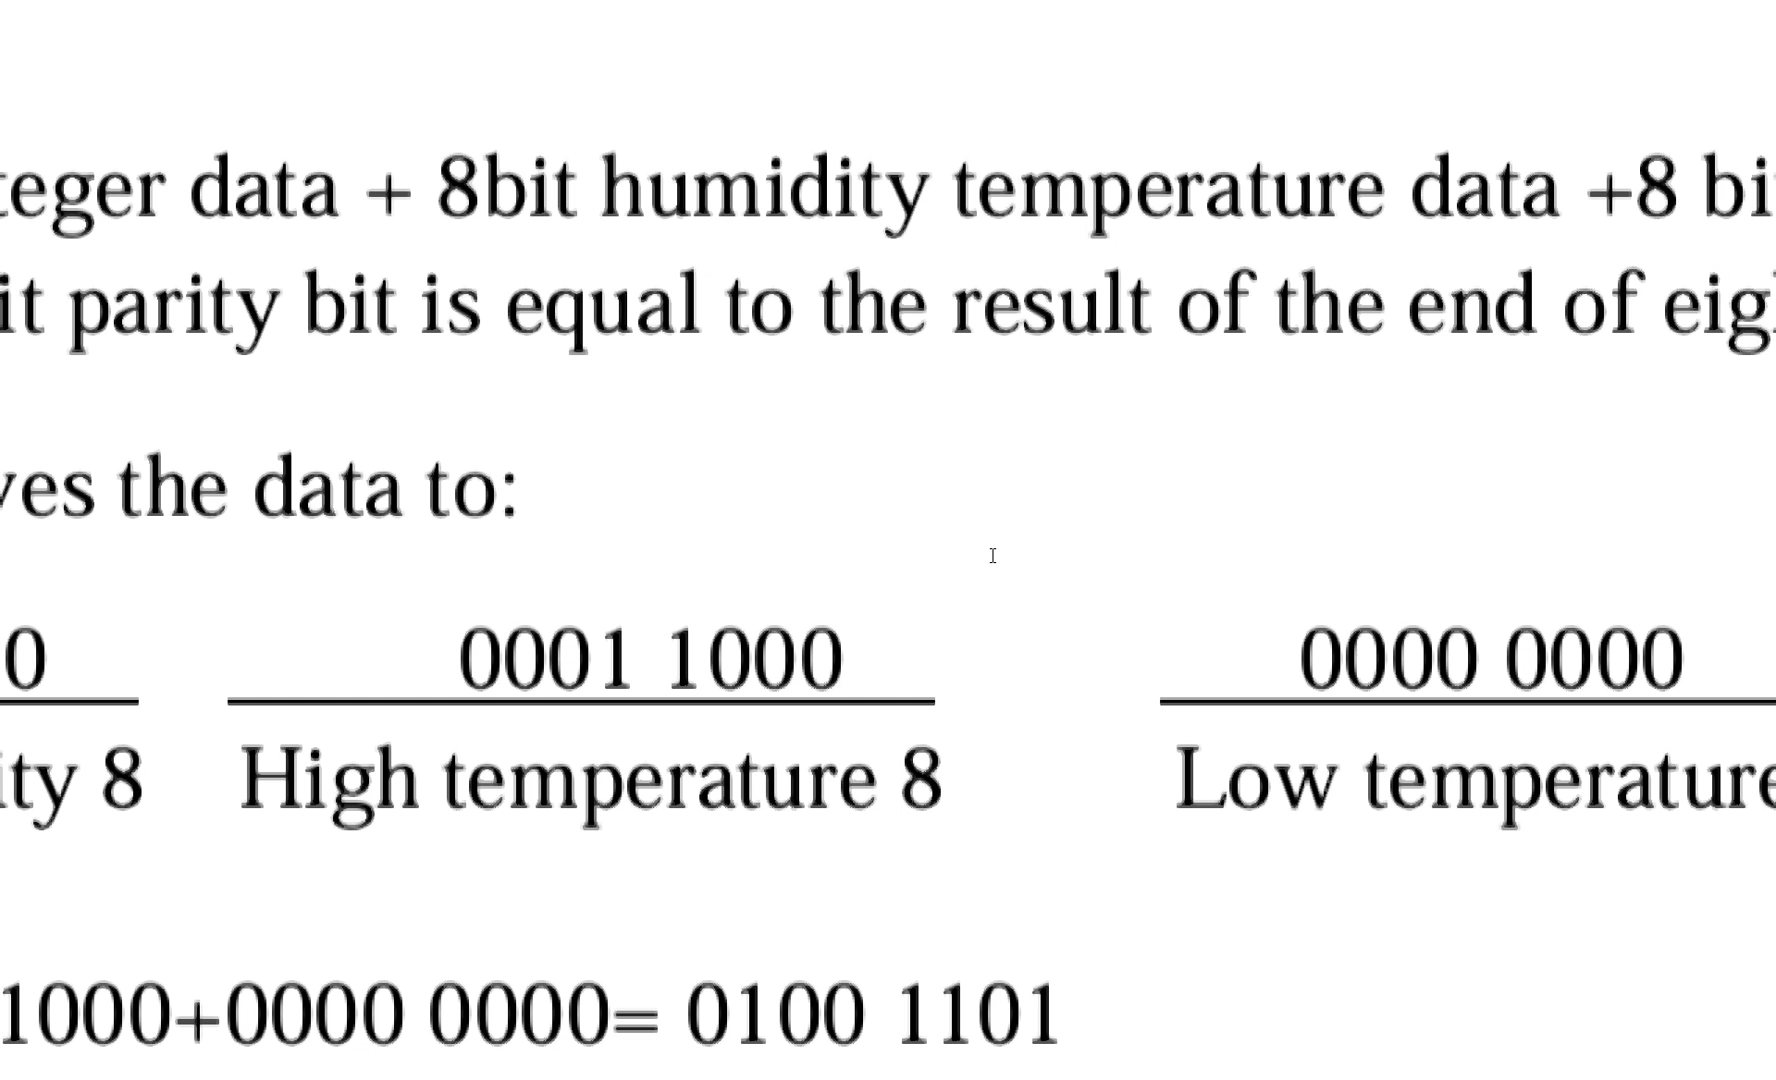 teger data + 8bit humidity temperature data +8 bi
it parity bit is equal to the result of the end of eig
ves the data to:
0 0001 1000 0000 0000
ity 8 High temperature 8 Low temperature
1000+0000 0000= 0100 1101